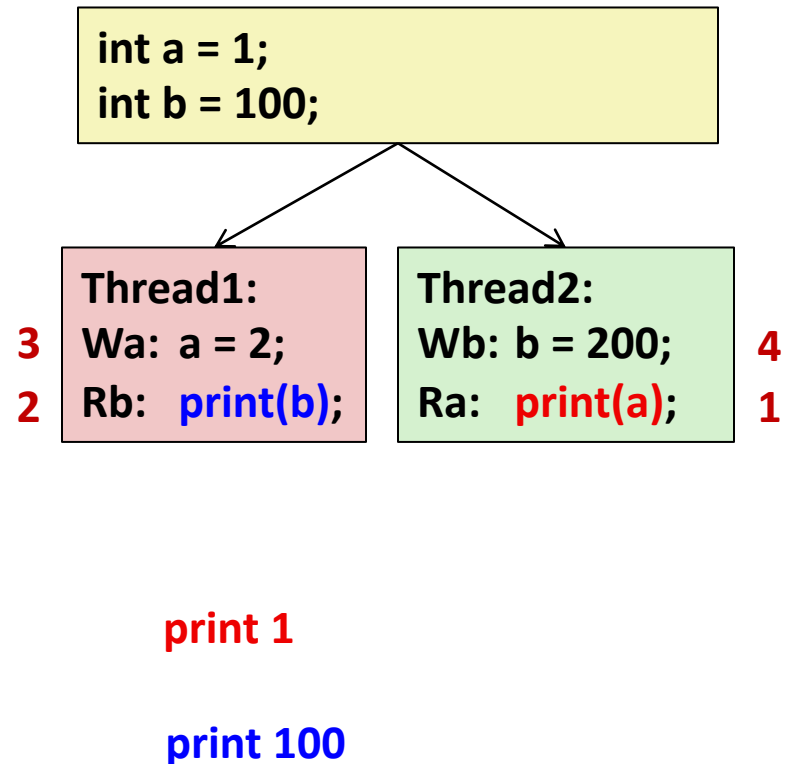 int a = 1;
int b = 100;
Thread1:
3 Wa: a = 2;
2 Rb: print(b);
Thread2:
Wb: b = 200; 4
Ra: print(a); 1
print 1
print 100